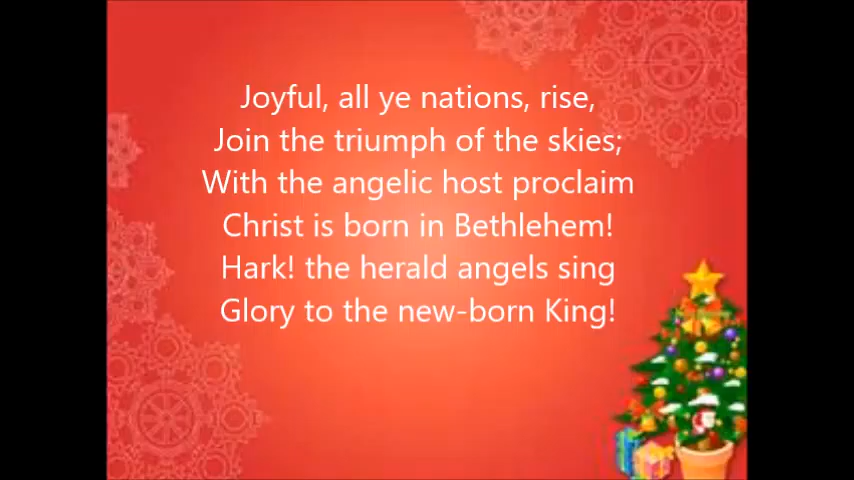 Joyful, all ye nations, rise,
Join the triumph of the skies;
With the angelic host proclaim
Christ is born in Bethlehem!
Hark! the herald angels sing
Glory to the new-born King!